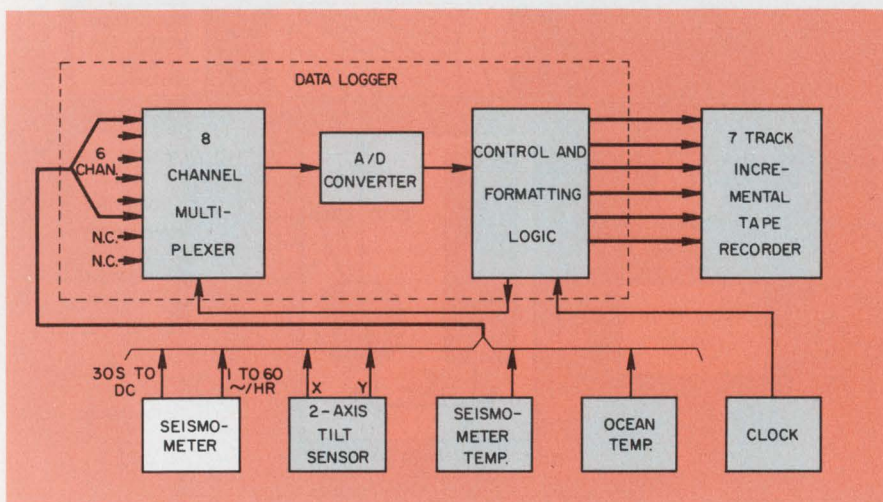 DATA LOGGER
6
CHAN.
N.C.
N.C.
8
CHANNEL
MULTI-
PLEXER
A/D
CONVERTER
CONTROL AND
FORMATTING
LOGIC
7 TRACK
INCRE-
MENTAL
TAPE
RECORDER
30S TO
DC
1 TO 60
~/HR
X
Y
SEISMO-
METER
2-AXIS
TILT
SENSOR
SEISMO-
METER
TEMP.
OCEAN
TEMP.
CLOCK